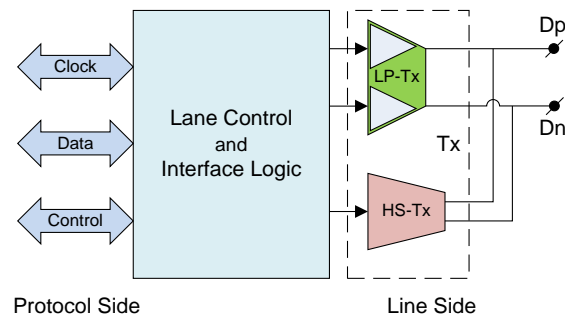 Clock
Data
Control
Lane Control
and
Interface Logic
LP-Tx
Tx
HS-Tx
Dp
Dn
Protocol Side
Line Side